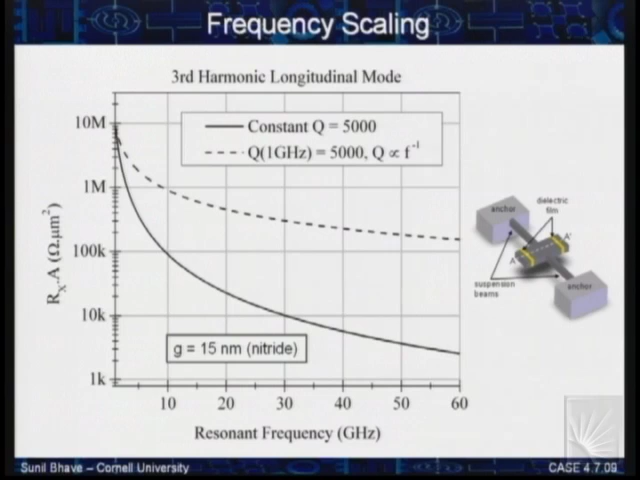 Frequency Scaling
3rd Harmonic Longitudinal Mode
Constant Q = 5000
Q(1GHz) = 5000, Q ∝ f⁻¹
10M
1M
100k
10k
1k
Rₓ.A (Ω.μm²)
g = 15 nm (nitride)
10 20 30 40 50 60
Resonant Frequency (GHz)
dielectric
film
anchor
A'
A
suspension
beams
anchor
Sunil Bhave – Cornell University
CASE 4.7.09